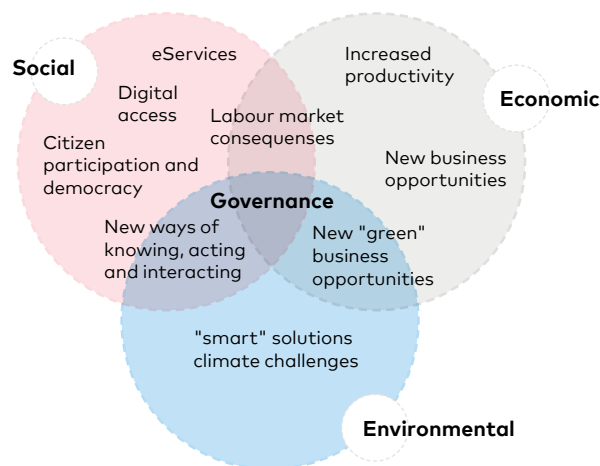 Social
eServices
Digital
access
Citizen
participation and
democracy
Labour market
consequenses
Increased
productivity
Economic
New business
opportunities
Governance
New ways of
knowing, acting
and interacting
New "green"
business
opportunities
"smart" solutions
climate challenges
Environmental